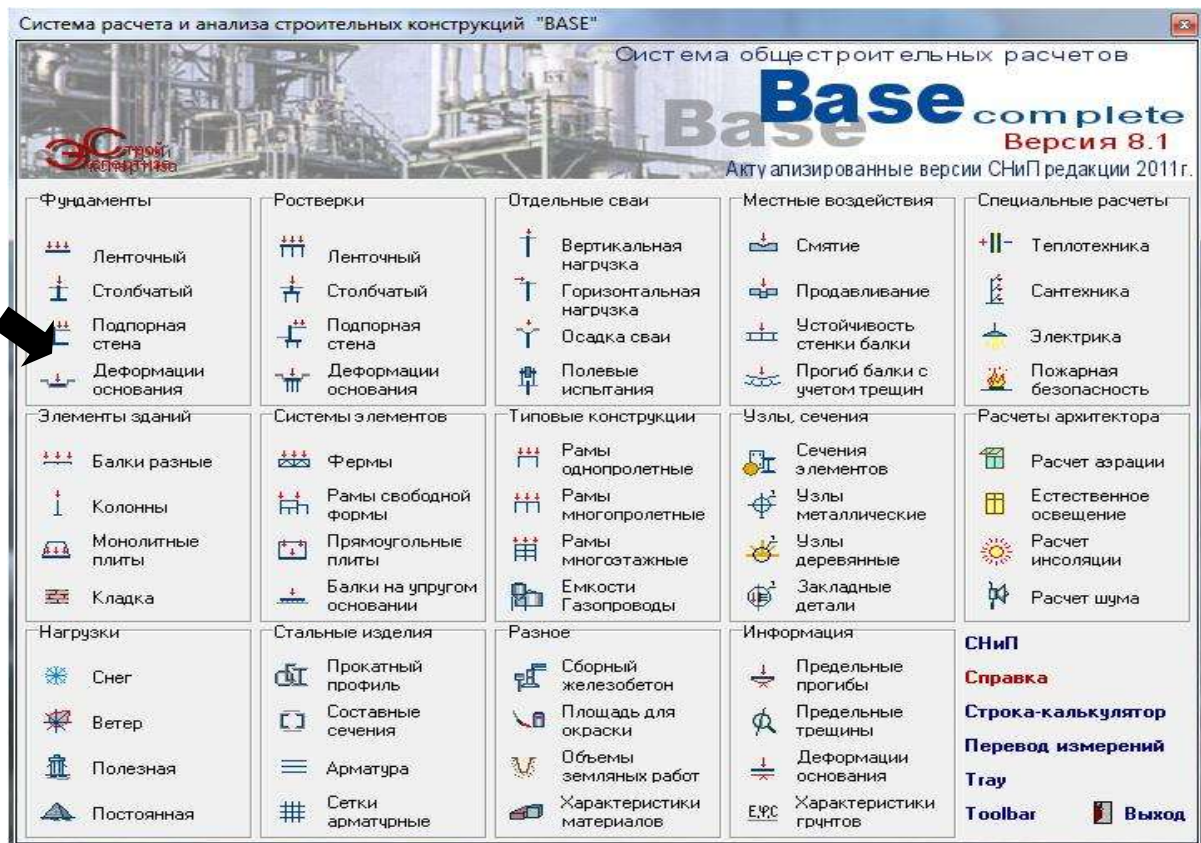 Система расчета и анализа строительных конструкций "BASE"
Система общестроительных расчетов
Base
Base complete
Версия 8.1
Актуализированные версии СНиП редакции 2011г.
ЭС трой
кспертиза
Фундаменты
Ленточный
Столбчатый
Подпорная
стена
Деформации
основания
Ростверки
Ленточный
Столбчатый
Подпорная
стена
Деформации
основания
Отдельные сваи
Вертикальная
нагрузка
Горизонтальная
нагрузка
Осадка сваи
Полевые
испытания
Местные воздействия
Смятие
Продавливание
Устойчивость
стенки балки
Прогиб балки с
учетом трещин
Специальные расчеты
Теплотехника
Сантехника
Электрика
Пожарная
безопасность
Элементы зданий
Балки разные
Колонны
Монолитные
плиты
Кладка
Системы элементов
Фермы
Рамы свободной
формы
Прямоугольные
плиты
Балки на упругом
основании
Типовые конструкции
Рамы
однопролетные
Рамы
многопролетные
Рамы
многоэтажные
Емкости
Газопроводы
Узлы, сечения
Сечения
элементов
Узлы
металлические
Узлы
деревянные
Закладные
детали
Расчеты архитектора
Расчет аэрации
Естественное
освещение
Расчет
инсоляции
Расчет шума
Нагрузки
Снег
Ветер
Полезная
Постоянная
Стальные изделия
Прокатный
профиль
Составные
сечения
Арматура
Сетки
арматурные
Разное
Сборный
железобетон
Площадь для
окраски
Объемы
земляных работ
Характеристики
материалов
Информация
Предельные
прогибы
Предельные
трещины
Деформации
основания
E,φ,C
Характеристики
грунтов
СНиП
Справка
Строка-калькулятор
Перевод измерений
Tray
Toolbar
Выход